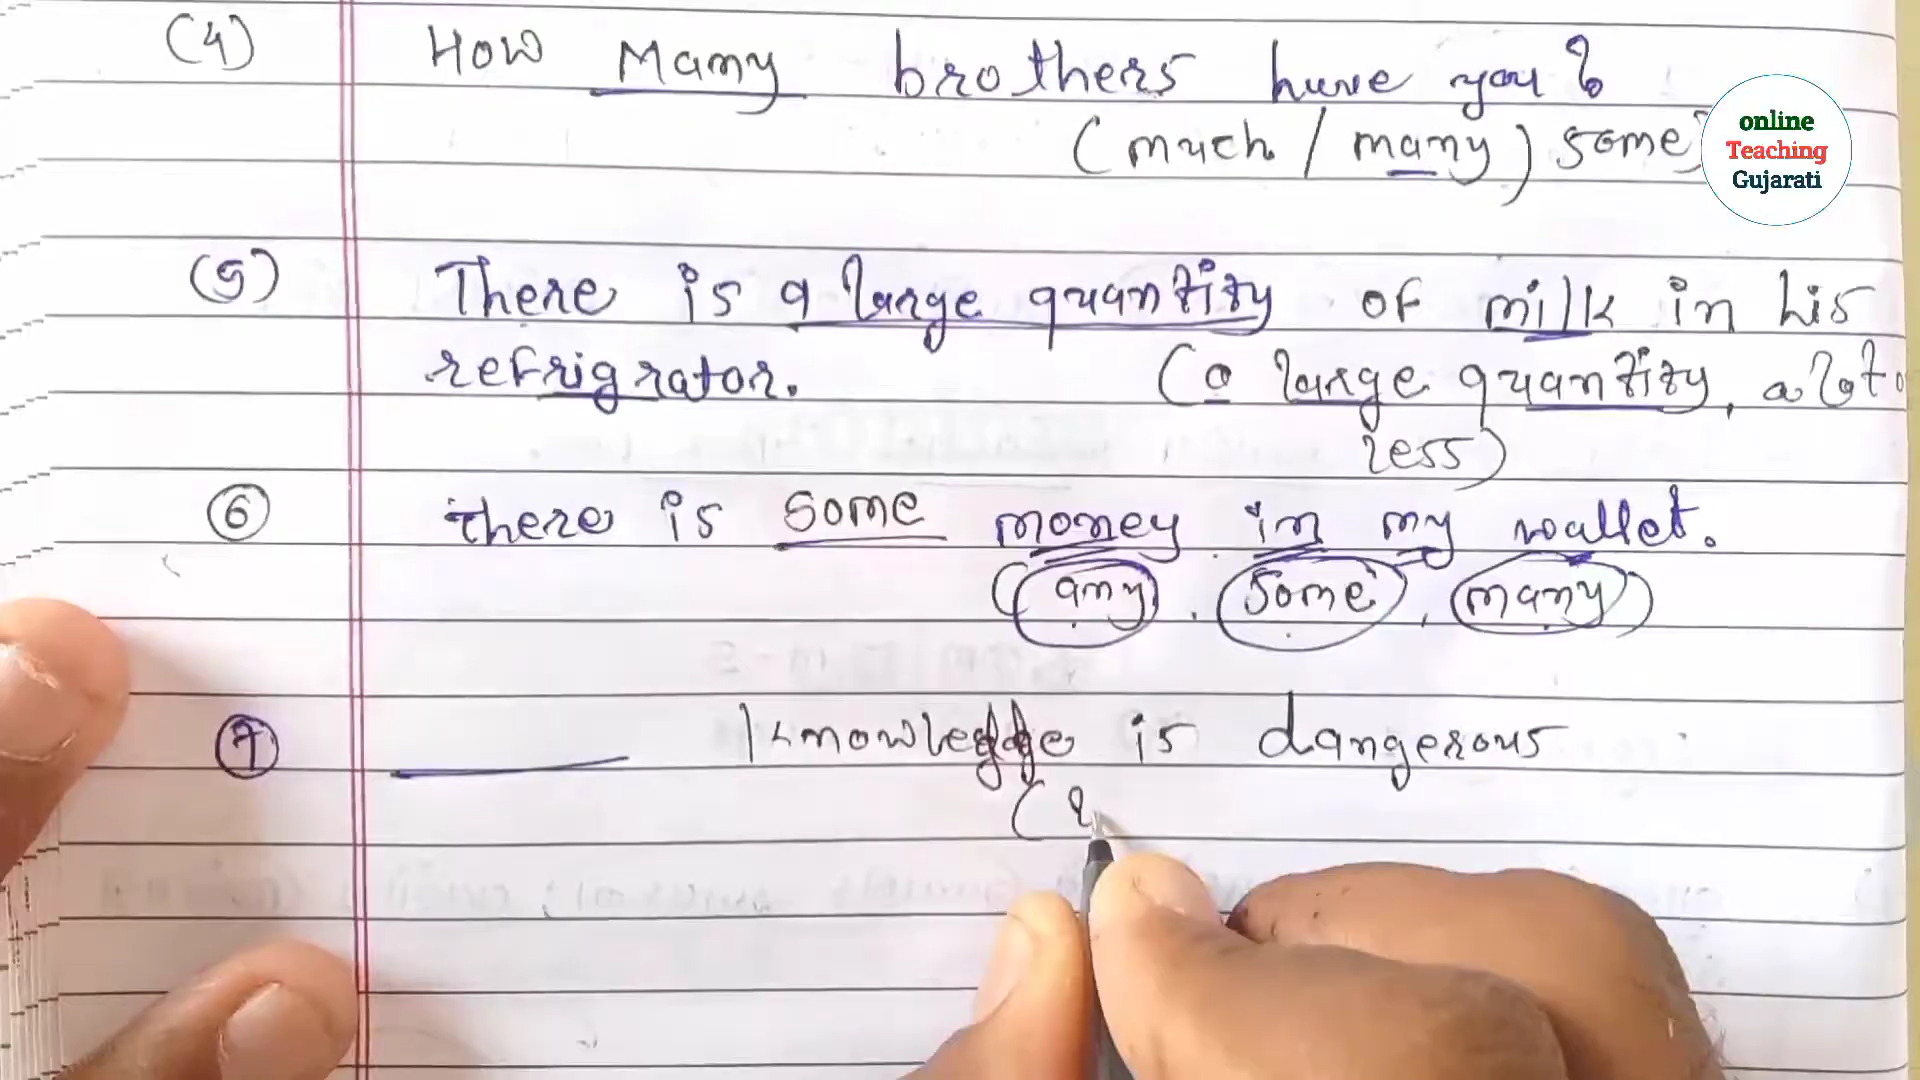 (4) How Many brothers have you?
(much / many) some
online
Teaching
Gujarati
(5) There is a large quantity of milk in his
refrigrator. (a large quantity, a lot o
less)
(6) there is some money in my wallet.
(any, some, many)
(7) ______ knowledge is dangerous
(